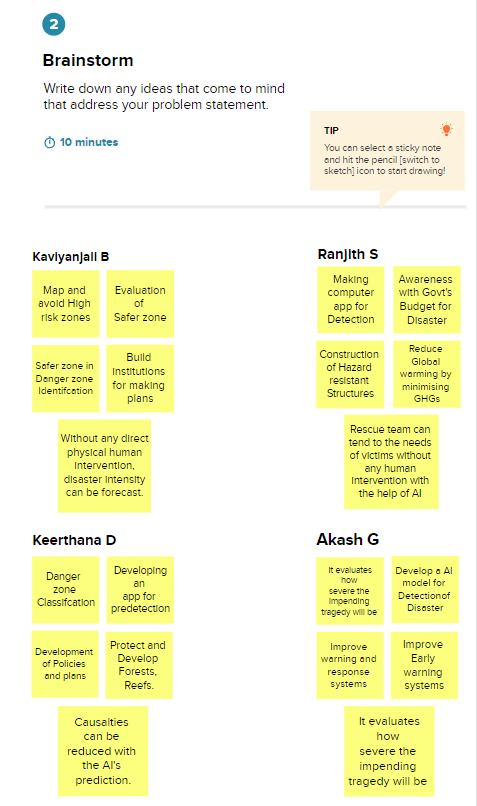 2
Brainstorm
Write down any ideas that come to mind
that address your problem statement.
10 minutes
TIP
You can select a sticky note
and hit the pencil [switch to
sketch] icon to start drawing!
Kaviyanjali B
Map and
avoid High
risk zones
Evaluation
of
Safer zone
Safer zone in
Danger zone
Identifcation
Build
Institutions
for making
plans
Without any direct
physical human
intervention,
disaster intensity
can be forecast.
Ranjith S
Making
computer
app for
Detection
Awareness
with Govt's
Budget for
Disaster
Construction
of Hazard
resistant
Structures
Reduce
Global
warming by
minimising
GHGs
Rescue team can
tend to the needs
of victims without
any human
intervention with
the help of AI
Keerthana D
Danger
zone
Classifcation
Developing
an
app for
predetection
Development
of Policies
and plans
Protect and
Develop
Forests,
Reefs.
Causalties
can be
reduced with
the AI's
prediction.
Akash G
It evaluates
how
severe the
impending
tragedy will be
Develop a AI
model for
Detectionof
Disaster
Improve
warning and
response
systems
Improve
Early
warning
systems
It evaluates
how
severe the
impending
tragedy will be